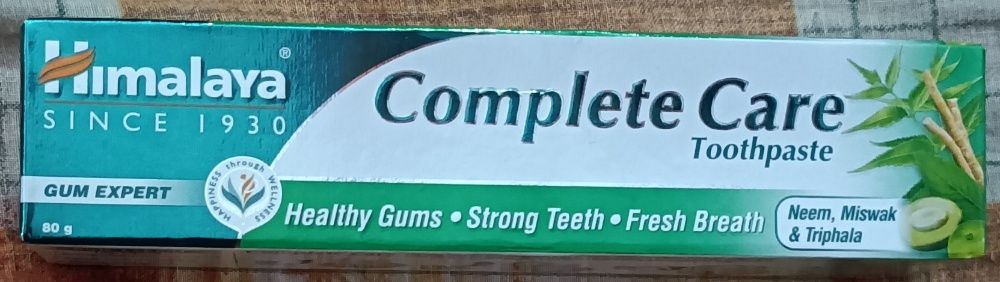 Himalaya®
SINCE 1930
Complete Care
Toothpaste
GUM EXPERT
HAPPINESS through WELLNESS
80 g
Healthy Gums • Strong Teeth • Fresh Breath
Neem, Miswak
& Triphala